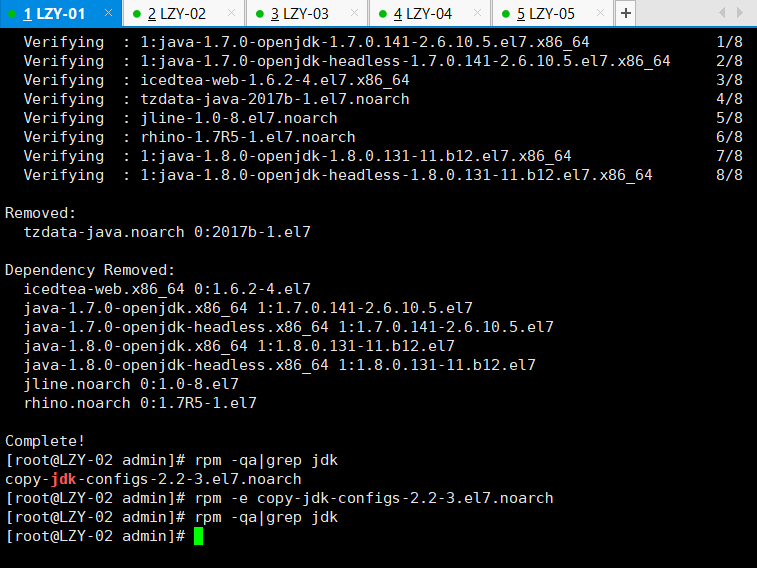 1 LZY-01 × 2 LZY-02 × 3 LZY-03 × 4 LZY-04 × 5 LZY-05 × +
Verifying : 1:java-1.7.0-openjdk-1.7.0.141-2.6.10.5.el7.x86_64 1/8
Verifying : 1:java-1.7.0-openjdk-headless-1.7.0.141-2.6.10.5.el7.x86_64 2/8
Verifying : icedtea-web-1.6.2-4.el7.x86_64 3/8
Verifying : tzdata-java-2017b-1.el7.noarch 4/8
Verifying : jline-1.0-8.el7.noarch 5/8
Verifying : rhino-1.7R5-1.el7.noarch 6/8
Verifying : 1:java-1.8.0-openjdk-1.8.0.131-11.b12.el7.x86_64 7/8
Verifying : 1:java-1.8.0-openjdk-headless-1.8.0.131-11.b12.el7.x86_64 8/8
Removed:
tzdata-java.noarch 0:2017b-1.el7
Dependency Removed:
icedtea-web.x86_64 0:1.6.2-4.el7
java-1.7.0-openjdk.x86_64 1:1.7.0.141-2.6.10.5.el7
java-1.7.0-openjdk-headless.x86_64 1:1.7.0.141-2.6.10.5.el7
java-1.8.0-openjdk.x86_64 1:1.8.0.131-11.b12.el7
java-1.8.0-openjdk-headless.x86_64 1:1.8.0.131-11.b12.el7
jline.noarch 0:1.0-8.el7
rhino.noarch 0:1.7R5-1.el7
Complete!
[root@LZY-02 admin]# rpm -qa|grep jdk
copy-jdk-configs-2.2-3.el7.noarch
[root@LZY-02 admin]# rpm -e copy-jdk-configs-2.2-3.el7.noarch
[root@LZY-02 admin]# rpm -qa|grep jdk
[root@LZY-02 admin]#